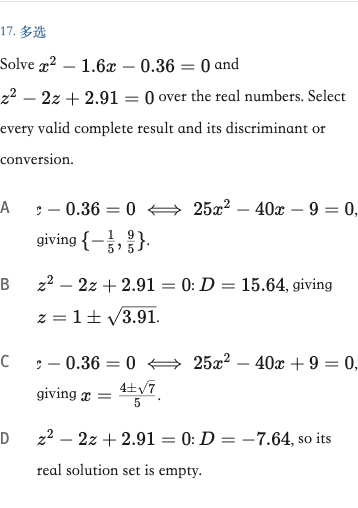 17. 多选
Solve x² − 1.6x − 0.36 = 0 and
z² − 2z + 2.91 = 0 over the real numbers. Select
every valid complete result and its discriminant or
conversion.
A − 0.36 = 0 ⟺ 25x² − 40x − 9 = 0,
giving {−1/5, 9/5}.
B z² − 2z + 2.91 = 0: D = 15.64, giving
z = 1 ± √3.91.
C − 0.36 = 0 ⟺ 25x² − 40x + 9 = 0,
giving x = (4±√7)/5.
D z² − 2z + 2.91 = 0: D = −7.64, so its
real solution set is empty.